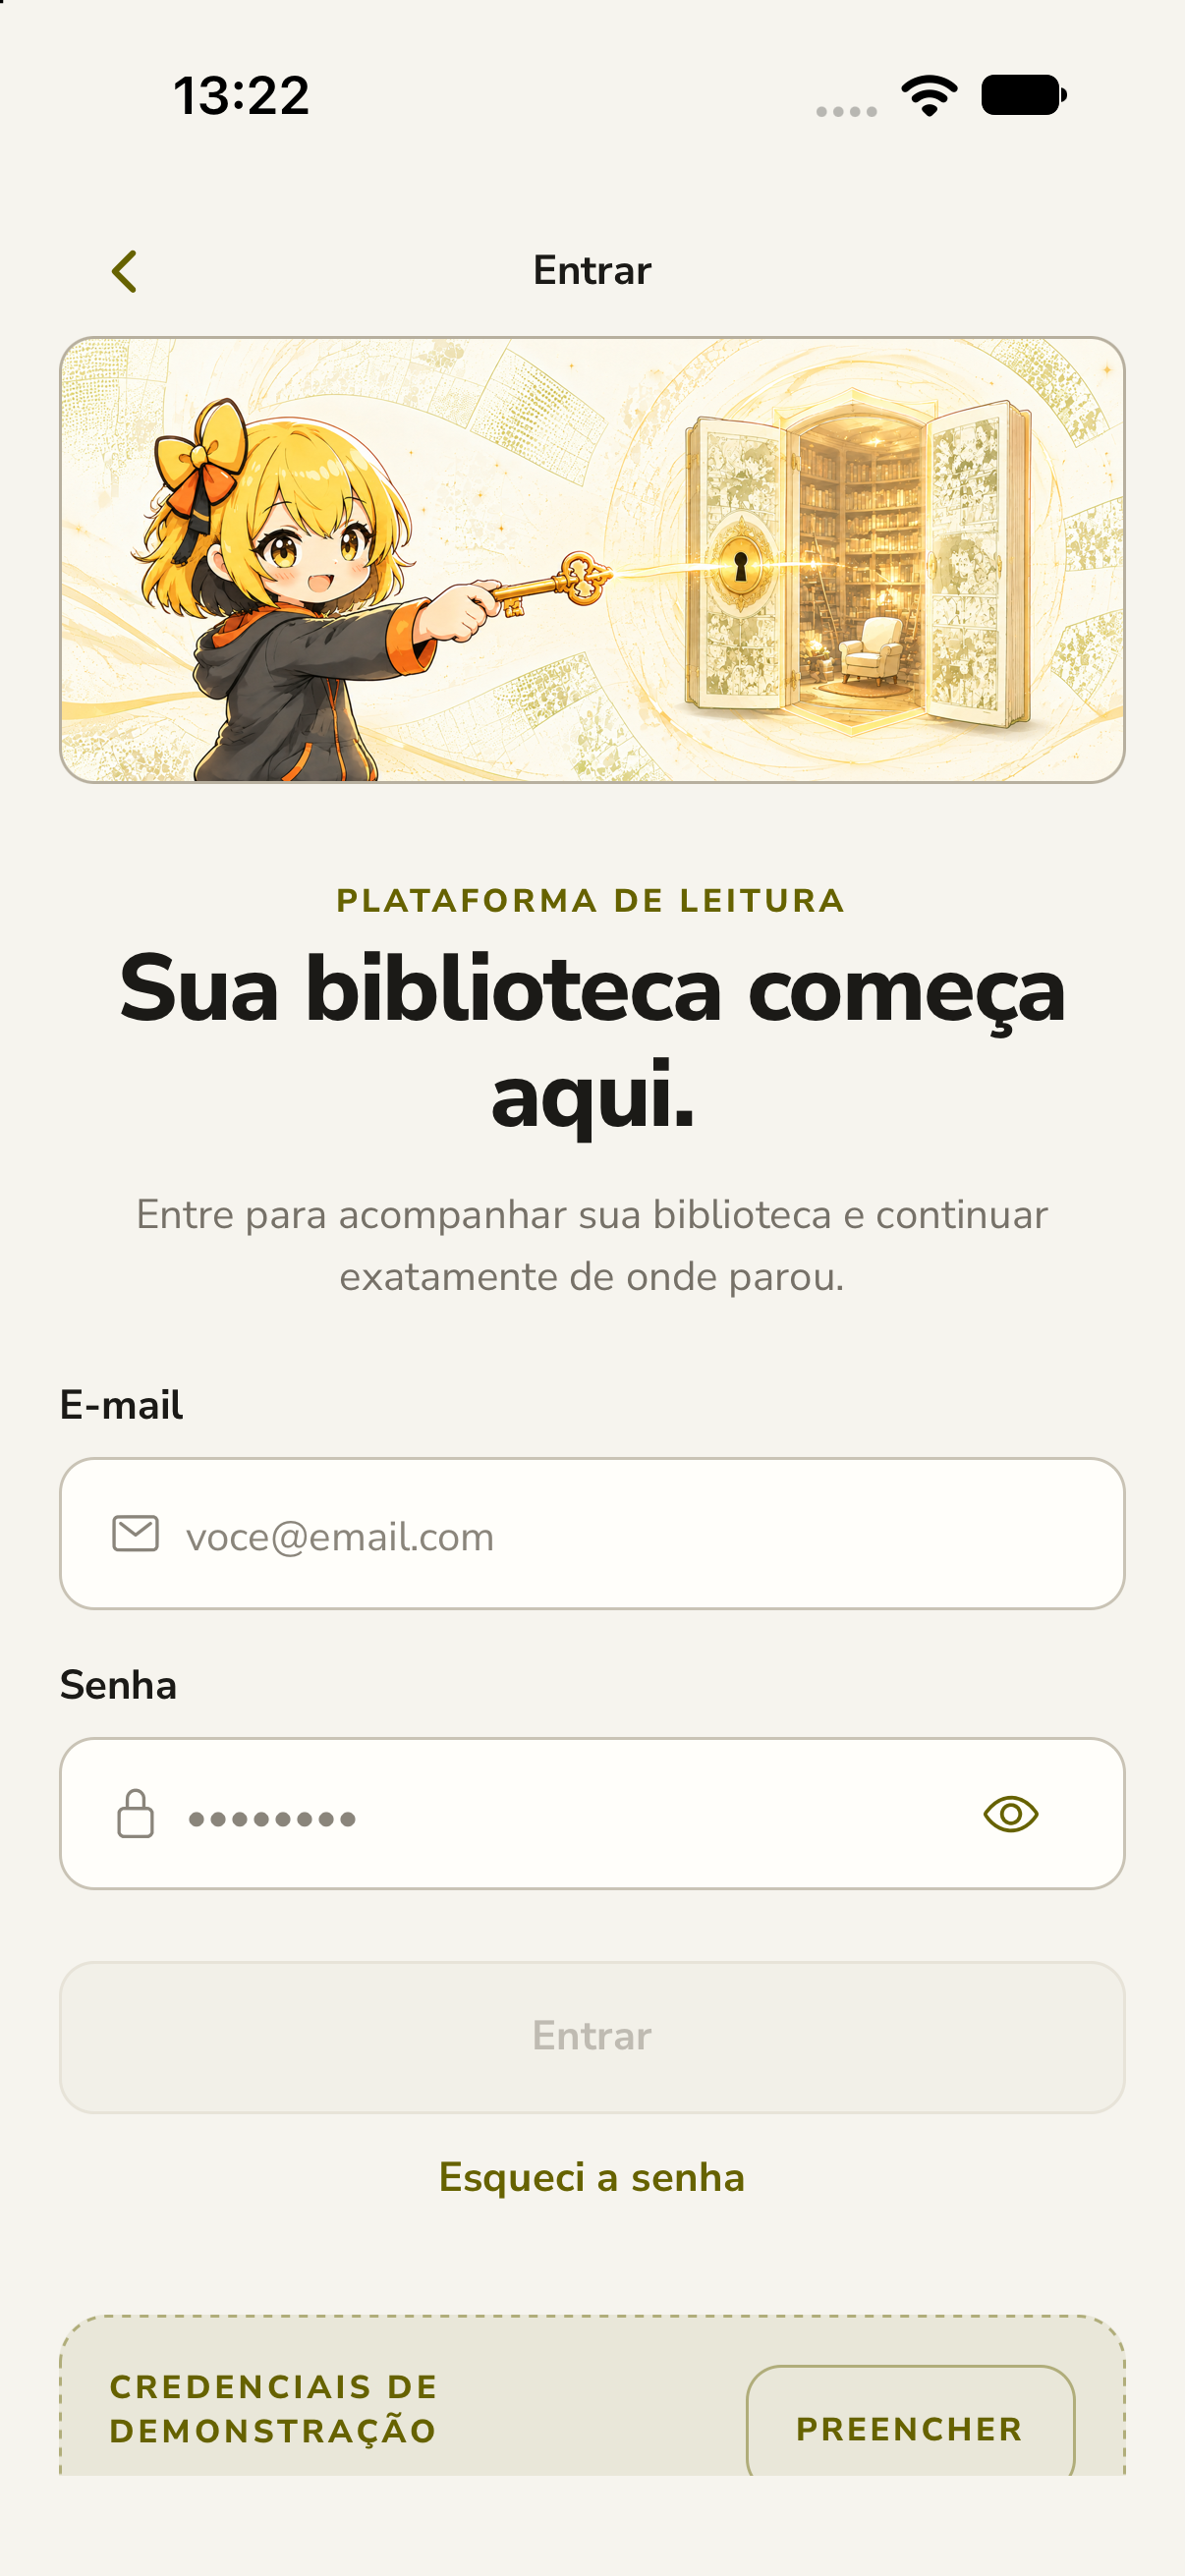 13:22
Entrar
PLATAFORMA DE LEITURA
Sua biblioteca começa
aqui.
Entre para acompanhar sua biblioteca e continuar
exatamente de onde parou.
E-mail
voce@email.com
Senha
••••••••
Entrar
Esqueci a senha
CREDENCIAIS DE
DEMONSTRAÇÃO
PREENCHER